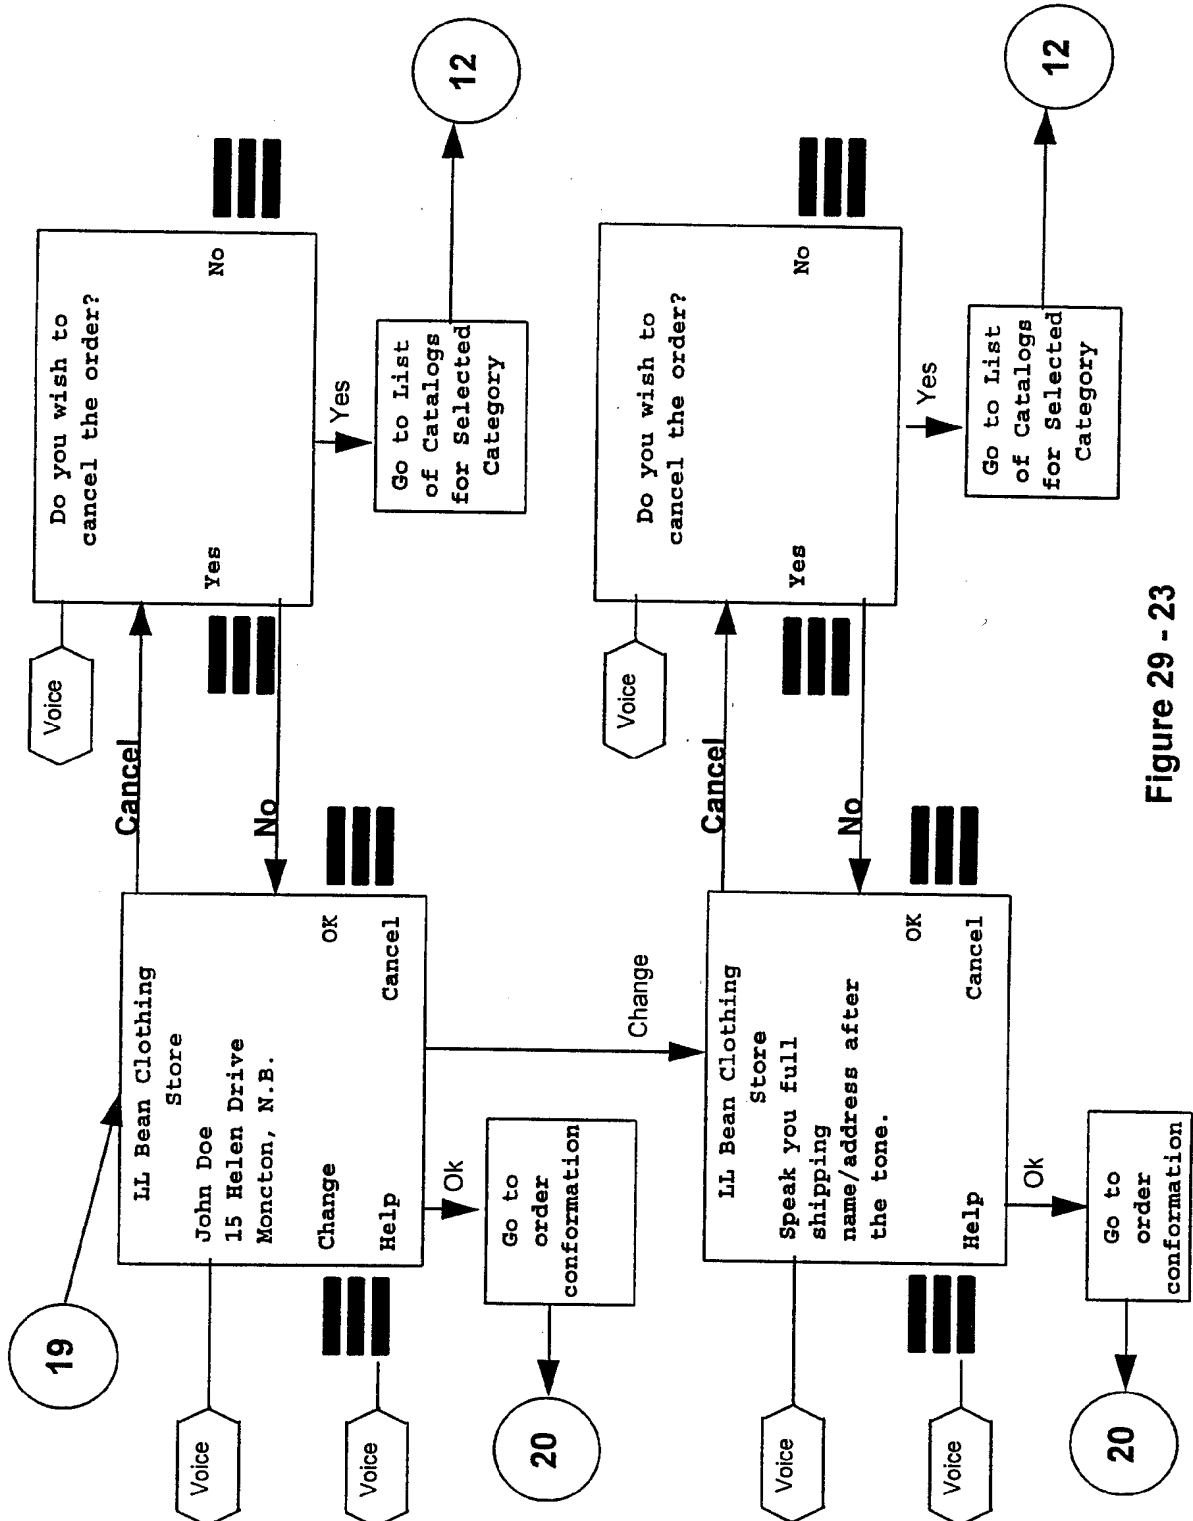 19
LL Bean Clothing
Store
John Doe
15 Helen Drive
Moncton, N.B.
Change
OK
Help
Cancel
Voice
Voice
Cancel
No
Voice
Do you wish to
cancel the order?
Yes
No
Yes
Go to List
of Catalogs
for Selected
Category
12
Ok
Go to
order
conformation
20
Change
LL Bean Clothing
Store
Speak you full
shipping
name/address after
the tone.
OK
Help
Cancel
Voice
Voice
Cancel
No
Voice
Do you wish to
cancel the order?
Yes
No
Yes
Go to List
of Catalogs
for Selected
Category
12
Ok
Go to
order
conformation
20
Figure 29 - 23